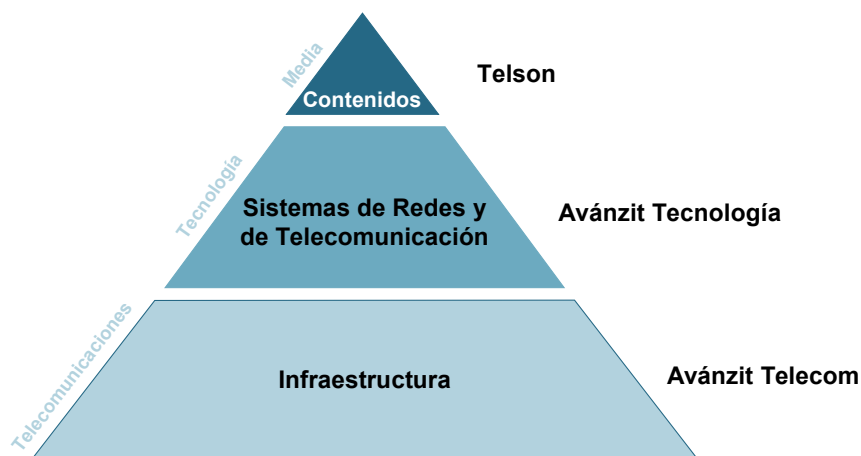 Media
Contenidos
Telson
Tecnología
Sistemas de Redes y
de Telecomunicación
Avánzit Tecnología
Telecomunicaciones
Infraestructura
Avánzit Telecom